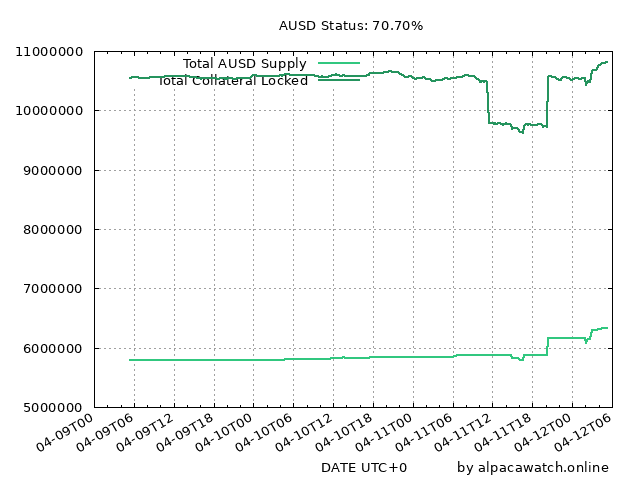 AUSD Status: 70.70%
11000000
10000000
9000000
8000000
7000000
6000000
5000000
Total AUSD Supply
Total Collateral Locked
04-09T00
04-09T06
04-09T12
04-09T18
04-10T00
04-10T06
04-10T12
04-10T18
04-11T00
04-11T06
04-11T12
04-11T18
04-12T00
04-12T06
DATE UTC+0
by alpacawatch.online